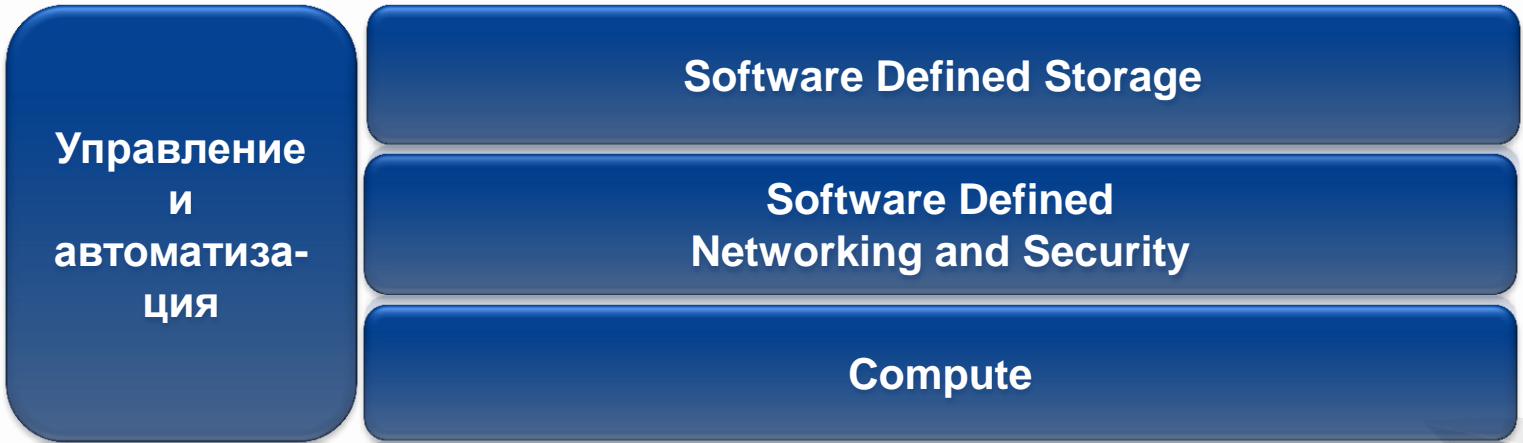 Управление
и
автоматиза-
ция
Software Defined Storage
Software Defined
Networking and Security
Compute